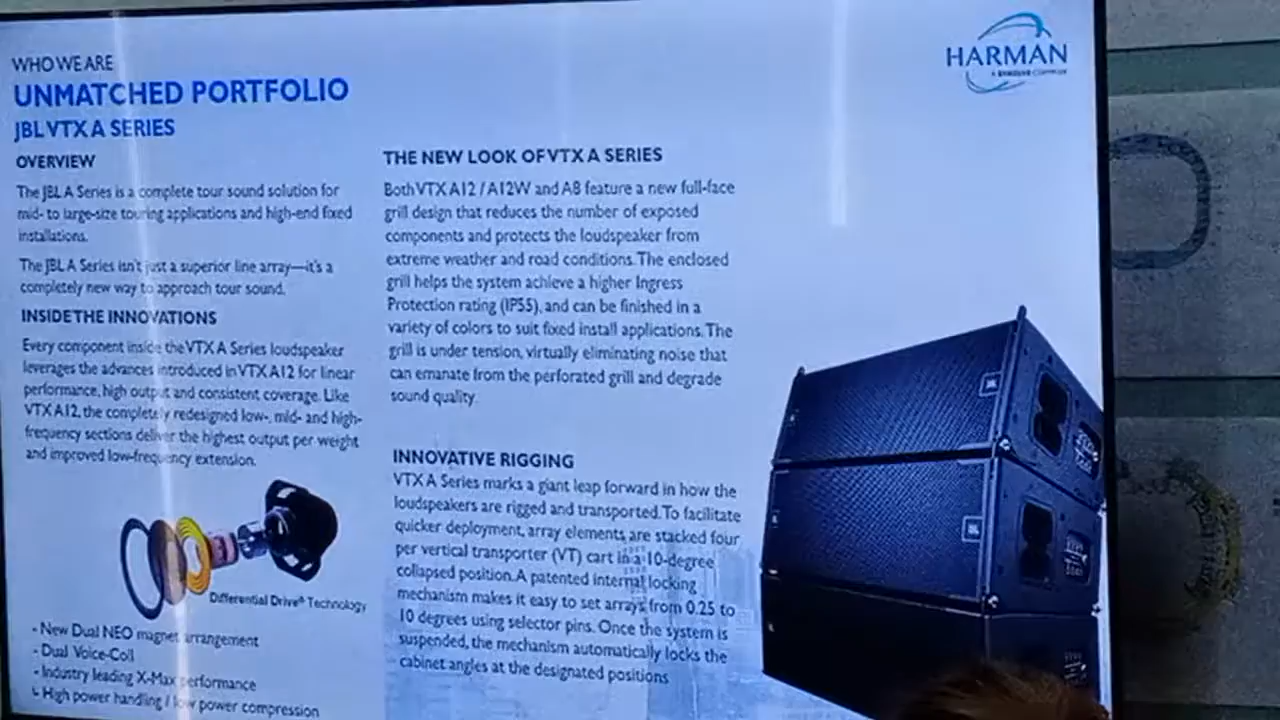 WHO WE ARE
UNMATCHED PORTFOLIO
JBL VTX A SERIES
OVERVIEW
The JBL A Series is a complete tour sound solution for
mid- to large-size touring applications and high-end fixed
installations.
The JBL A Series isn't just a superior line array—it's a
completely new way to approach tour sound.
INSIDE THE INNOVATIONS
Every component inside the VTX A Series loudspeaker
leverages the advances introduced in VTX A12 for linear
performance, high output and consistent coverage. Like
VTX A12, the completely redesigned low-, mid- and high-
frequency sections deliver the highest output per weight
and improved low-frequency extension.
Differential Drive® Technology
- New Dual NEO magnet arrangement
- Dual Voice-Coil
- Industry leading X-Max performance
- High power handling / low power compression
THE NEW LOOK OF VTX A SERIES
Both VTX A12 / A12W and A8 feature a new full-face
grill design that reduces the number of exposed
components and protects the loudspeaker from
extreme weather and road conditions. The enclosed
grill helps the system achieve a higher Ingress
Protection rating (IP55), and can be finished in a
variety of colors to suit fixed install applications. The
grill is under tension, virtually eliminating noise that
can emanate from the perforated grill and degrade
sound quality.
INNOVATIVE RIGGING
VTX A Series marks a giant leap forward in how the
loudspeakers are rigged and transported. To facilitate
quicker deployment, array elements are stacked four
per vertical transporter (VT) cart in a 10-degree
collapsed position. A patented internal locking
mechanism makes it easy to set arrays from 0.25 to
10 degrees using selector pins. Once the system is
suspended, the mechanism automatically locks the
cabinet angles at the designated positions
HARMAN
A SAMSUNG COMPANY
JBL
JBL